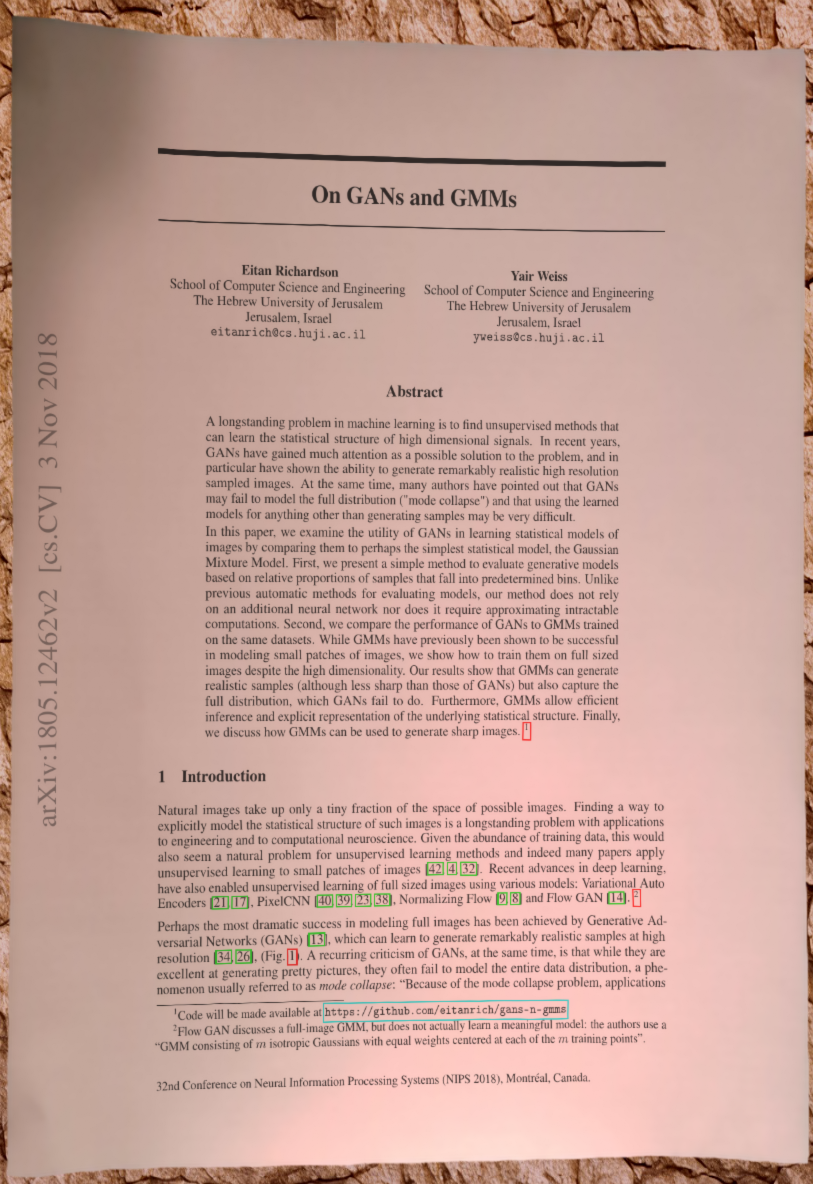 On GANs and GMMs
Eitan Richardson
School of Computer Science and Engineering
The Hebrew University of Jerusalem
Jerusalem, Israel
eitanrich@cs.huji.ac.il
Yair Weiss
School of Computer Science and Engineering
The Hebrew University of Jerusalem
Jerusalem, Israel
yweiss@cs.huji.ac.il
arXiv:1805.12462v2 [cs.CV] 3 Nov 2018
Abstract
A longstanding problem in machine learning is to find unsupervised methods that
can learn the statistical structure of high dimensional signals. In recent years,
GANs have gained much attention as a possible solution to the problem, and in
particular have shown the ability to generate remarkably realistic high resolution
sampled images. At the same time, many authors have pointed out that GANs
may fail to model the full distribution ("mode collapse") and that using the learned
models for anything other than generating samples may be very difficult.
In this paper, we examine the utility of GANs in learning statistical models of
images by comparing them to perhaps the simplest statistical model, the Gaussian
Mixture Model. First, we present a simple method to evaluate generative models
based on relative proportions of samples that fall into predetermined bins. Unlike
previous automatic methods for evaluating models, our method does not rely
on an additional neural network nor does it require approximating intractable
computations. Second, we compare the performance of GANs to GMMs trained
on the same datasets. While GMMs have previously been shown to be successful
in modeling small patches of images, we show how to train them on full sized
images despite the high dimensionality. Our results show that GMMs can generate
realistic samples (although less sharp than those of GANs) but also capture the
full distribution, which GANs fail to do. Furthermore, GMMs allow efficient
inference and explicit representation of the underlying statistical structure. Finally,
we discuss how GMMs can be used to generate sharp images. 1
1 Introduction
Natural images take up only a tiny fraction of the space of possible images. Finding a way to
explicitly model the statistical structure of such images is a longstanding problem with applications
to engineering and to computational neuroscience. Given the abundance of training data, this would
also seem a natural problem for unsupervised learning methods and indeed many papers apply
unsupervised learning to small patches of images [42, 4, 32]. Recent advances in deep learning,
have also enabled unsupervised learning of full sized images using various models: Variational Auto
Encoders [21, 17], PixelCNN [40, 39, 23, 38], Normalizing Flow [9, 8] and Flow GAN [14]. 2
Perhaps the most dramatic success in modeling full images has been achieved by Generative Ad-
versarial Networks (GANs) [13], which can learn to generate remarkably realistic samples at high
resolution [34, 26], (Fig. 1). A recurring criticism of GANs, at the same time, is that while they are
excellent at generating pretty pictures, they often fail to model the entire data distribution, a phe-
nomenon usually referred to as mode collapse: “Because of the mode collapse problem, applications
1Code will be made available at https://github.com/eitanrich/gans-n-gmms
2Flow GAN discusses a full-image GMM, but does not actually learn a meaningful model: the authors use a
“GMM consisting of m isotropic Gaussians with equal weights centered at each of the m training points”.
32nd Conference on Neural Information Processing Systems (NIPS 2018), Montréal, Canada.